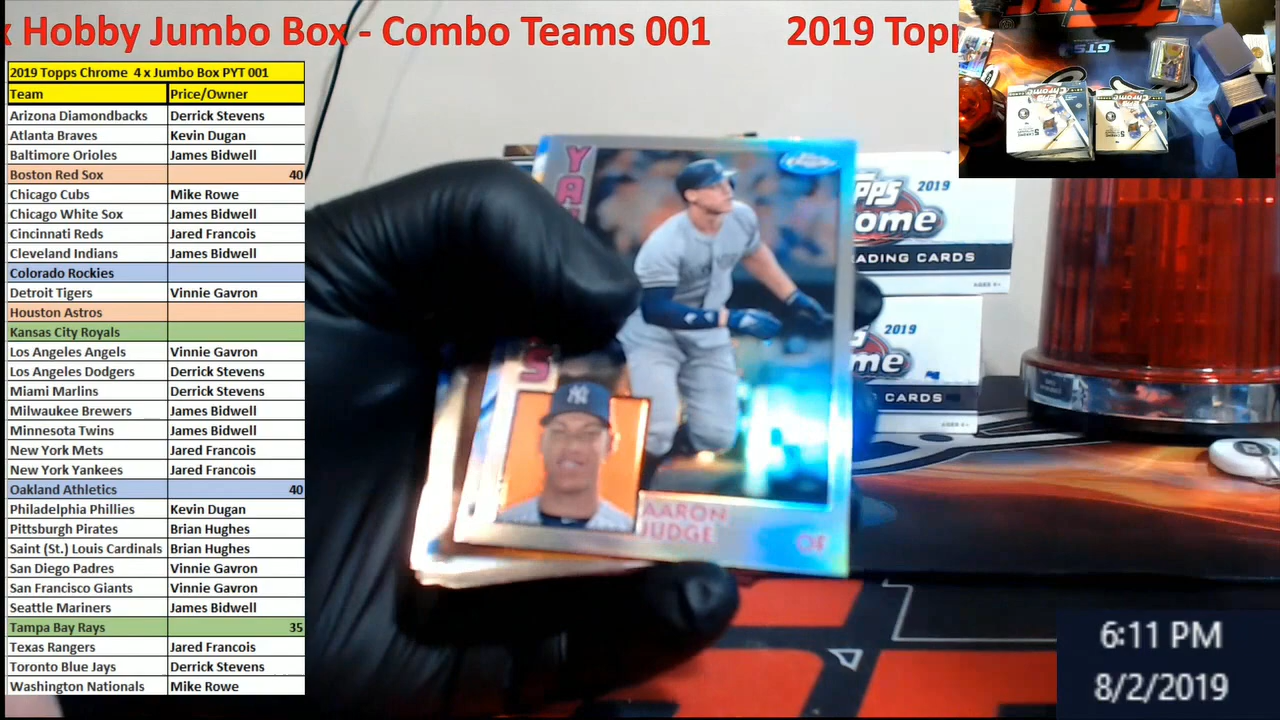 x Hobby Jumbo Box - Combo Teams 001 2019 Topp
2019 Topps Chrome 4 x Jumbo Box PYT 001
Team Price/Owner
Arizona Diamondbacks Derrick Stevens
Atlanta Braves Kevin Dugan
Baltimore Orioles James Bidwell
Boston Red Sox 40
Chicago Cubs Mike Rowe
Chicago White Sox James Bidwell
Cincinnati Reds Jared Francois
Cleveland Indians James Bidwell
Colorado Rockies
Detroit Tigers Vinnie Gavron
Houston Astros
Kansas City Royals
Los Angeles Angels Vinnie Gavron
Los Angeles Dodgers Derrick Stevens
Miami Marlins Derrick Stevens
Milwaukee Brewers James Bidwell
Minnesota Twins James Bidwell
New York Mets Jared Francois
New York Yankees Jared Francois
Oakland Athletics 40
Philadelphia Phillies Kevin Dugan
Pittsburgh Pirates Brian Hughes
Saint (St.) Louis Cardinals Brian Hughes
San Diego Padres Vinnie Gavron
San Francisco Giants Vinnie Gavron
Seattle Mariners James Bidwell
Tampa Bay Rays 35
Texas Rangers Jared Francois
Toronto Blue Jays Derrick Stevens
Washington Nationals Mike Rowe
YA
S
AARON
JUDGE
OF
pps 2019
ome
ADING CARDS
2019
me
CARDS
GTS
6:11 PM
8/2/2019